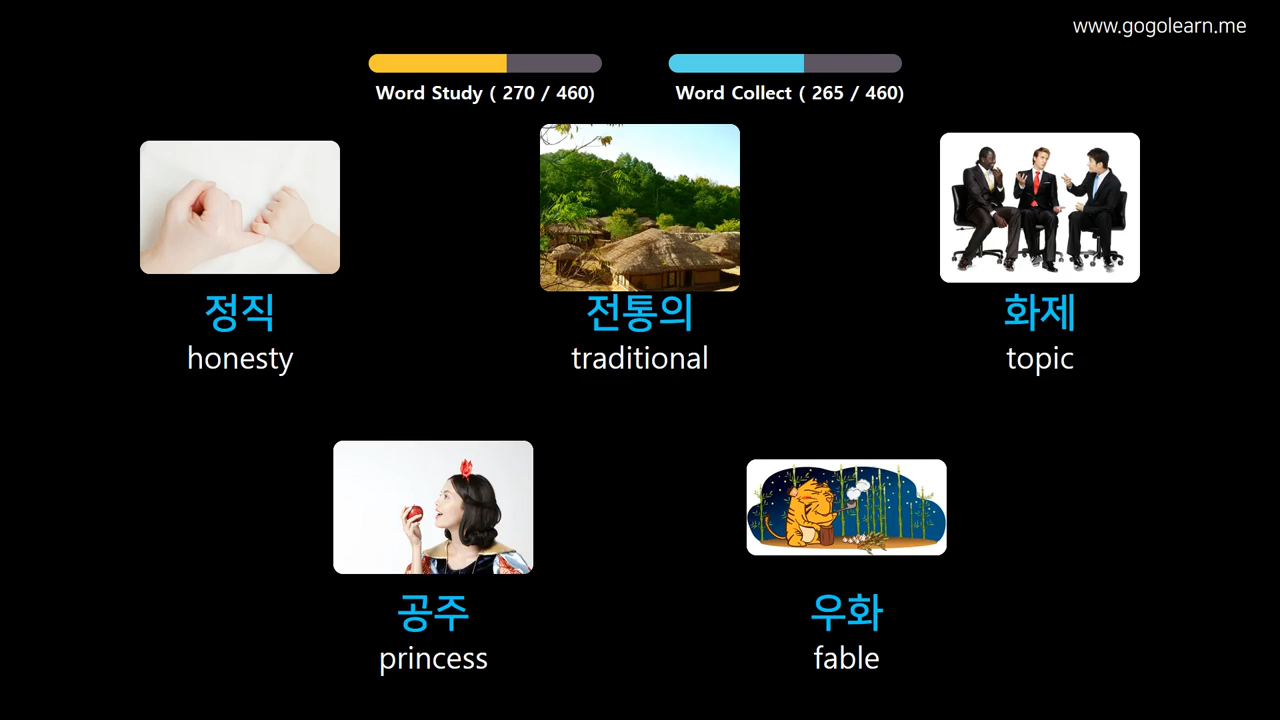 www.gogolearn.me
Word Study ( 270 / 460)
Word Collect ( 265 / 460)
정직
honesty
전통의
traditional
화제
topic
공주
princess
우화
fable